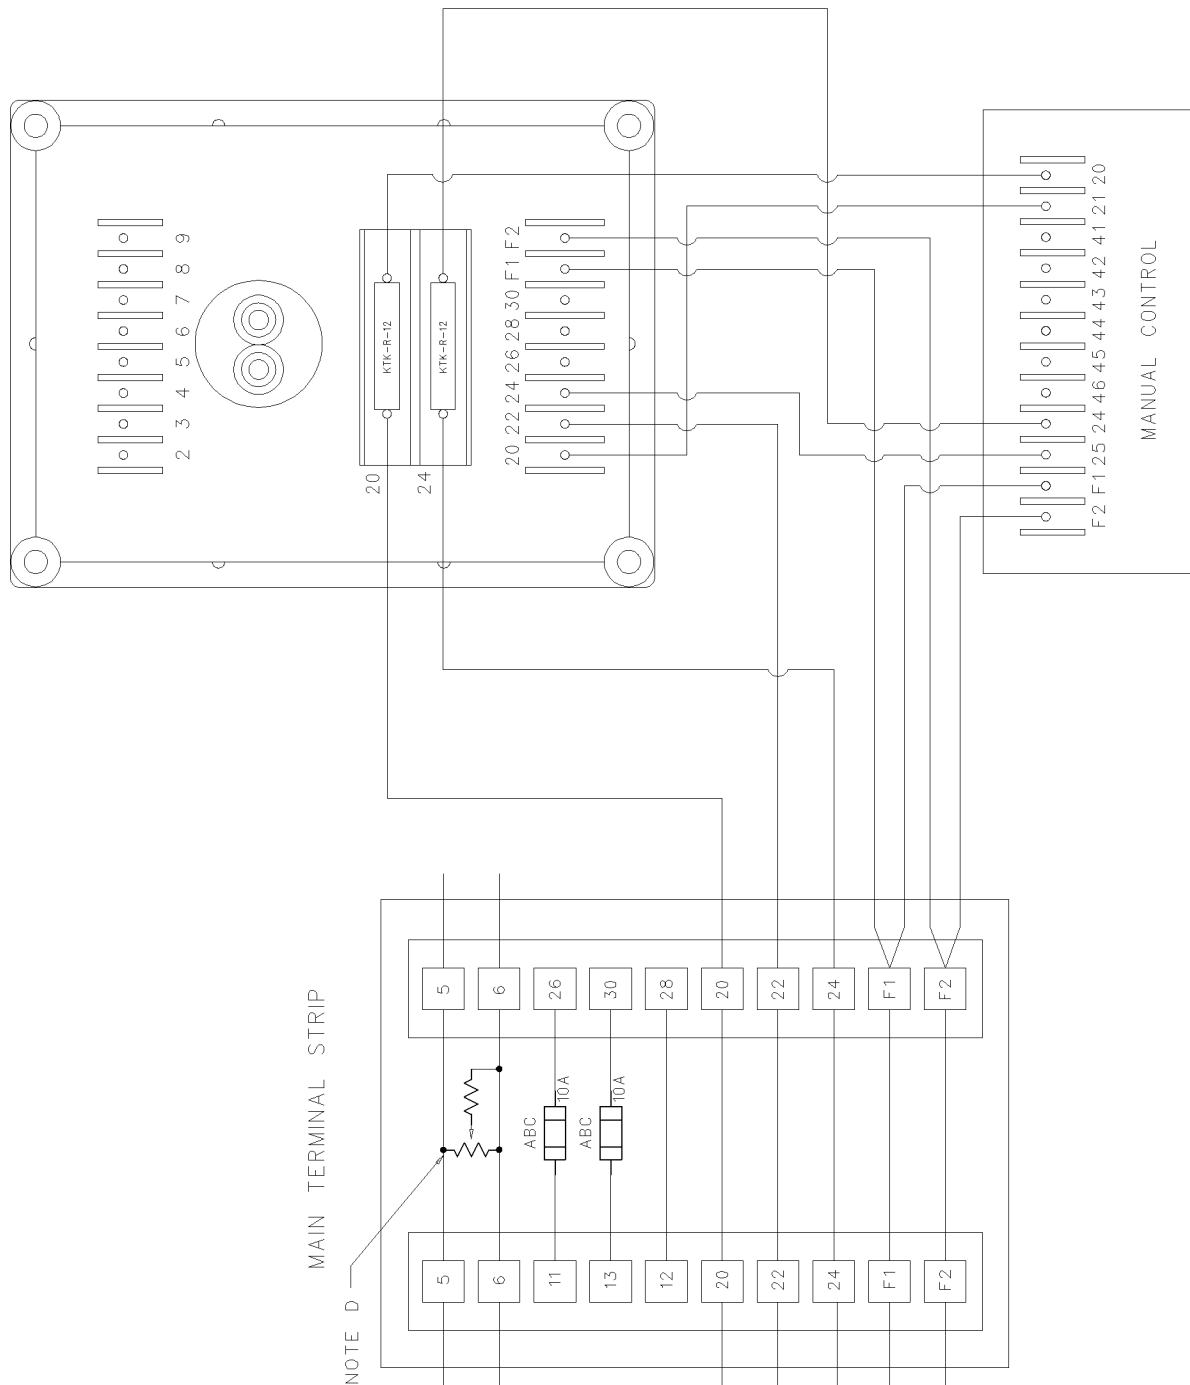 9
8
7
6
5
4
3
2
KTK-R-12
KTK-R-12
20
24
20 22 24 26 28 30 F1 F2
F2 F1 25 24 46 45 44 43 42 41 21 20
MANUAL CONTROL
MAIN TERMINAL STRIP
5
6
26
30
28
20
22
24
F1
F2
ABC
10A
ABC
10A
NOTE D
5
6
11
13
12
20
22
24
F1
F2